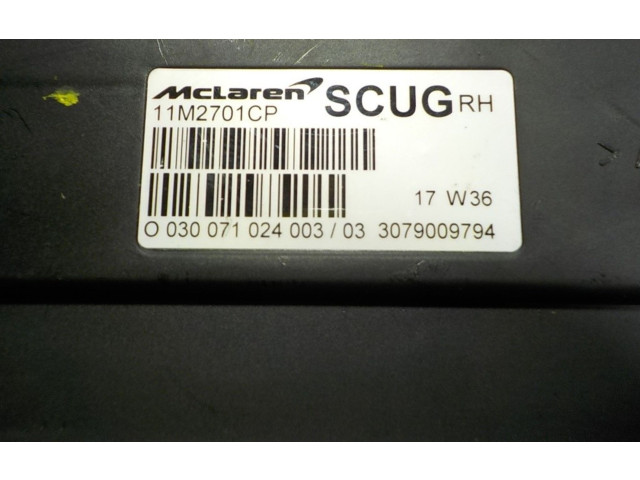 McLaren SCUG RH
11M2701CP
17 W36
O 030 071 024 003 / 03 3079009794